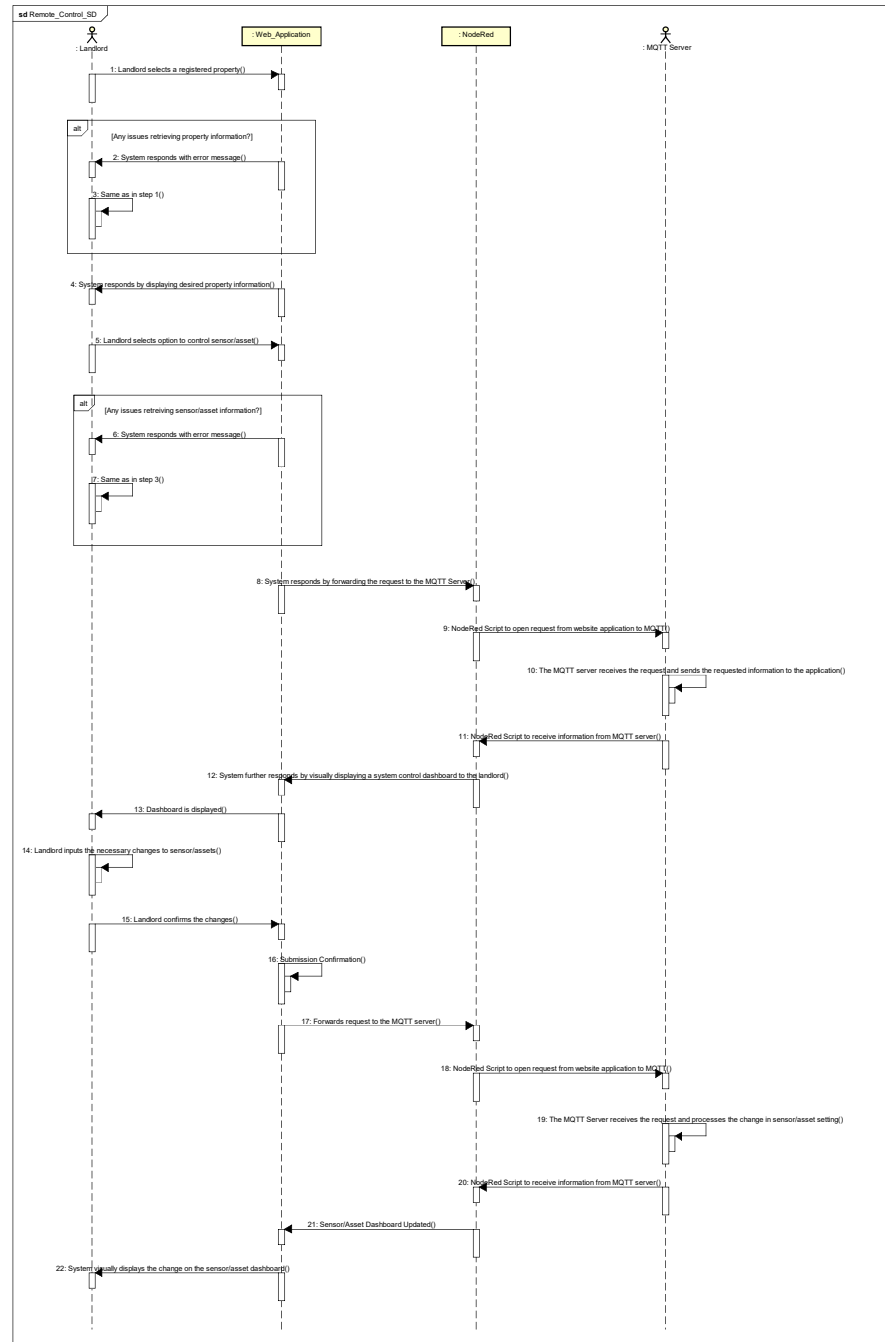 sd Remote_Control_SD
: Landlord
: Web_Application
: NodeRed
: MQTT Server
1: Landlord selects a registered property()
alt
[Any issues retrieving property information?]
2: System responds with error message()
3: Same as in step 1()
4: System responds by displaying desired property information()
5: Landlord selects option to control sensor/asset()
alt
[Any issues retreiving sensor/asset information?]
6: System responds with error message()
7: Same as in step 3()
8: System responds by forwarding the request to the MQTT Server()
9: NodeRed Script to open request from website application to MQTT()
10: The MQTT server receives the request and sends the requested information to the application()
11: NodeRed Script to receive information from MQTT server()
12: System further responds by visually displaying a system control dashboard to the landlord()
13: Dashboard is displayed()
14: Landlord inputs the necessary changes to sensor/assets()
15: Landlord confirms the changes()
16: Submission Confirmation()
17: Forwards request to the MQTT server()
18: NodeRed Script to open request from website application to MQTT()
19: The MQTT Server receives the request and processes the change in sensor/asset setting()
20: NodeRed Script to receive information from MQTT server()
21: Sensor/Asset Dashboard Updated()
22: System visually displays the change on the sensor/asset dashboard()